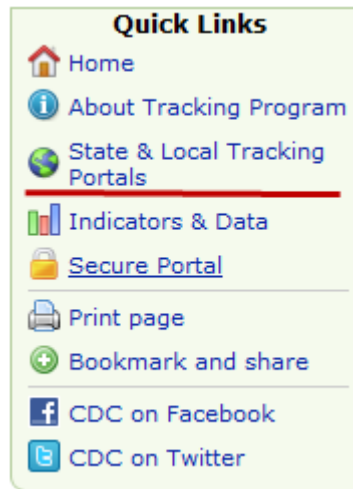 Quick Links
Home
About Tracking Program
State & Local Tracking
Portals
Indicators & Data
Secure Portal
Print page
Bookmark and share
CDC on Facebook
CDC on Twitter